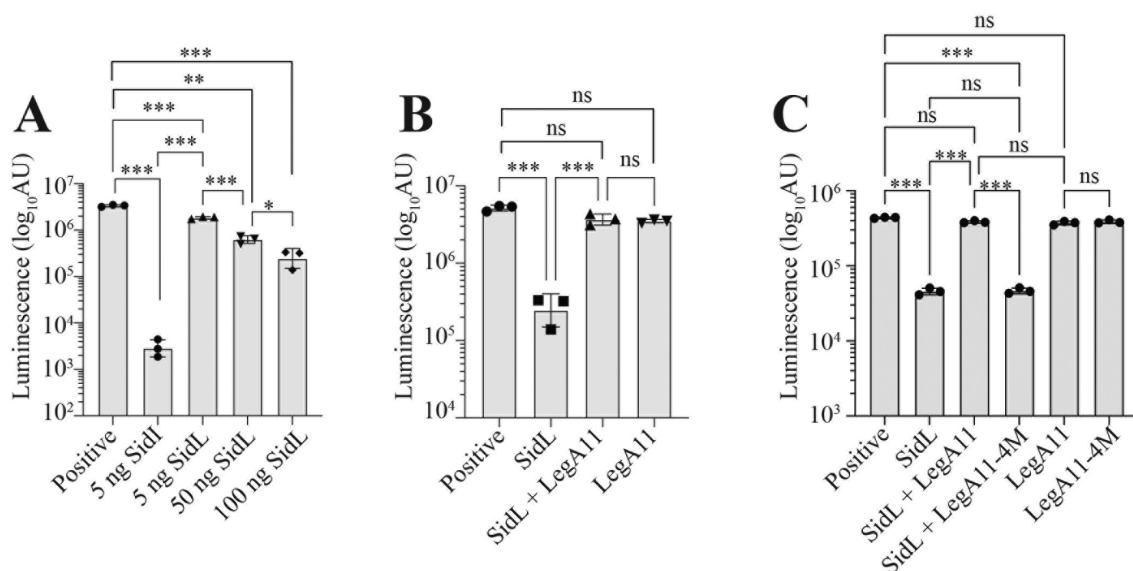 A
***
**
***
***
***
***
*
Luminescence (log10AU)
10^7
10^6
10^5
10^4
10^3
10^2
Positive
5 ng SidI
5 ng SidL
50 ng SidL
100 ng SidL
B
ns
ns
***
***
ns
Luminescence (log10AU)
10^7
10^6
10^5
10^4
Positive
SidL
SidL + LegA11
LegA11
C
ns
***
ns
ns
ns
***
***
***
ns
Luminescence (log10AU)
10^6
10^5
10^4
10^3
Positive
SidL
SidL + LegA11
SidL + LegA11-4M
LegA11
LegA11-4M